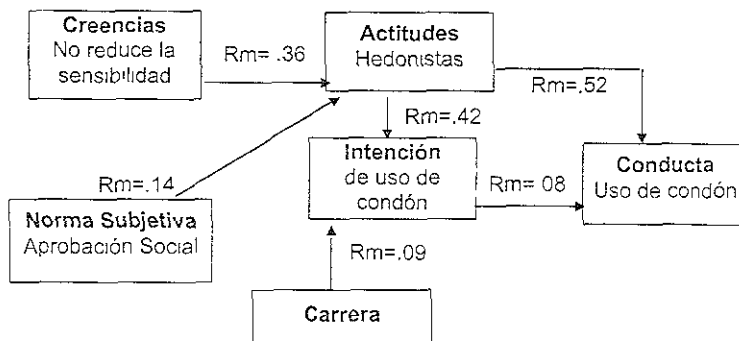 Creencias
No reduce la
sensibilidad
Rm= .36
Actitudes
Hedonistas
Rm=.52
Rm=.42
Intención
de uso de
condón
Rm= 08
Conducta
Uso de condón
Rm=.14
Norma Subjetiva
Aprobación Social
Rm=.09
Carrera